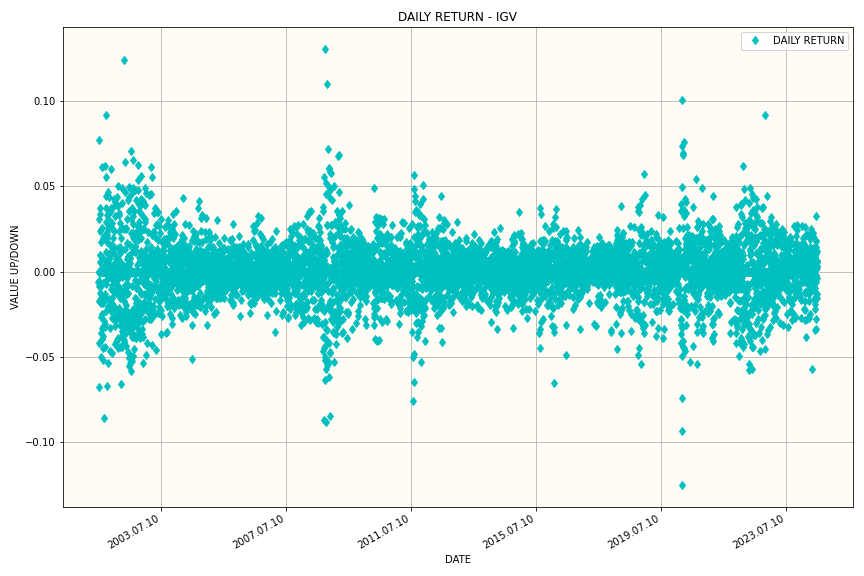 DAILY RETURN - IGV
DAILY RETURN
0.10
0.05
0.00
−0.05
−0.10
VALUE UP/DOWN
2003.07.10
2007.07.10
2011.07.10
2015.07.10
2019.07.10
2023.07.10
DATE